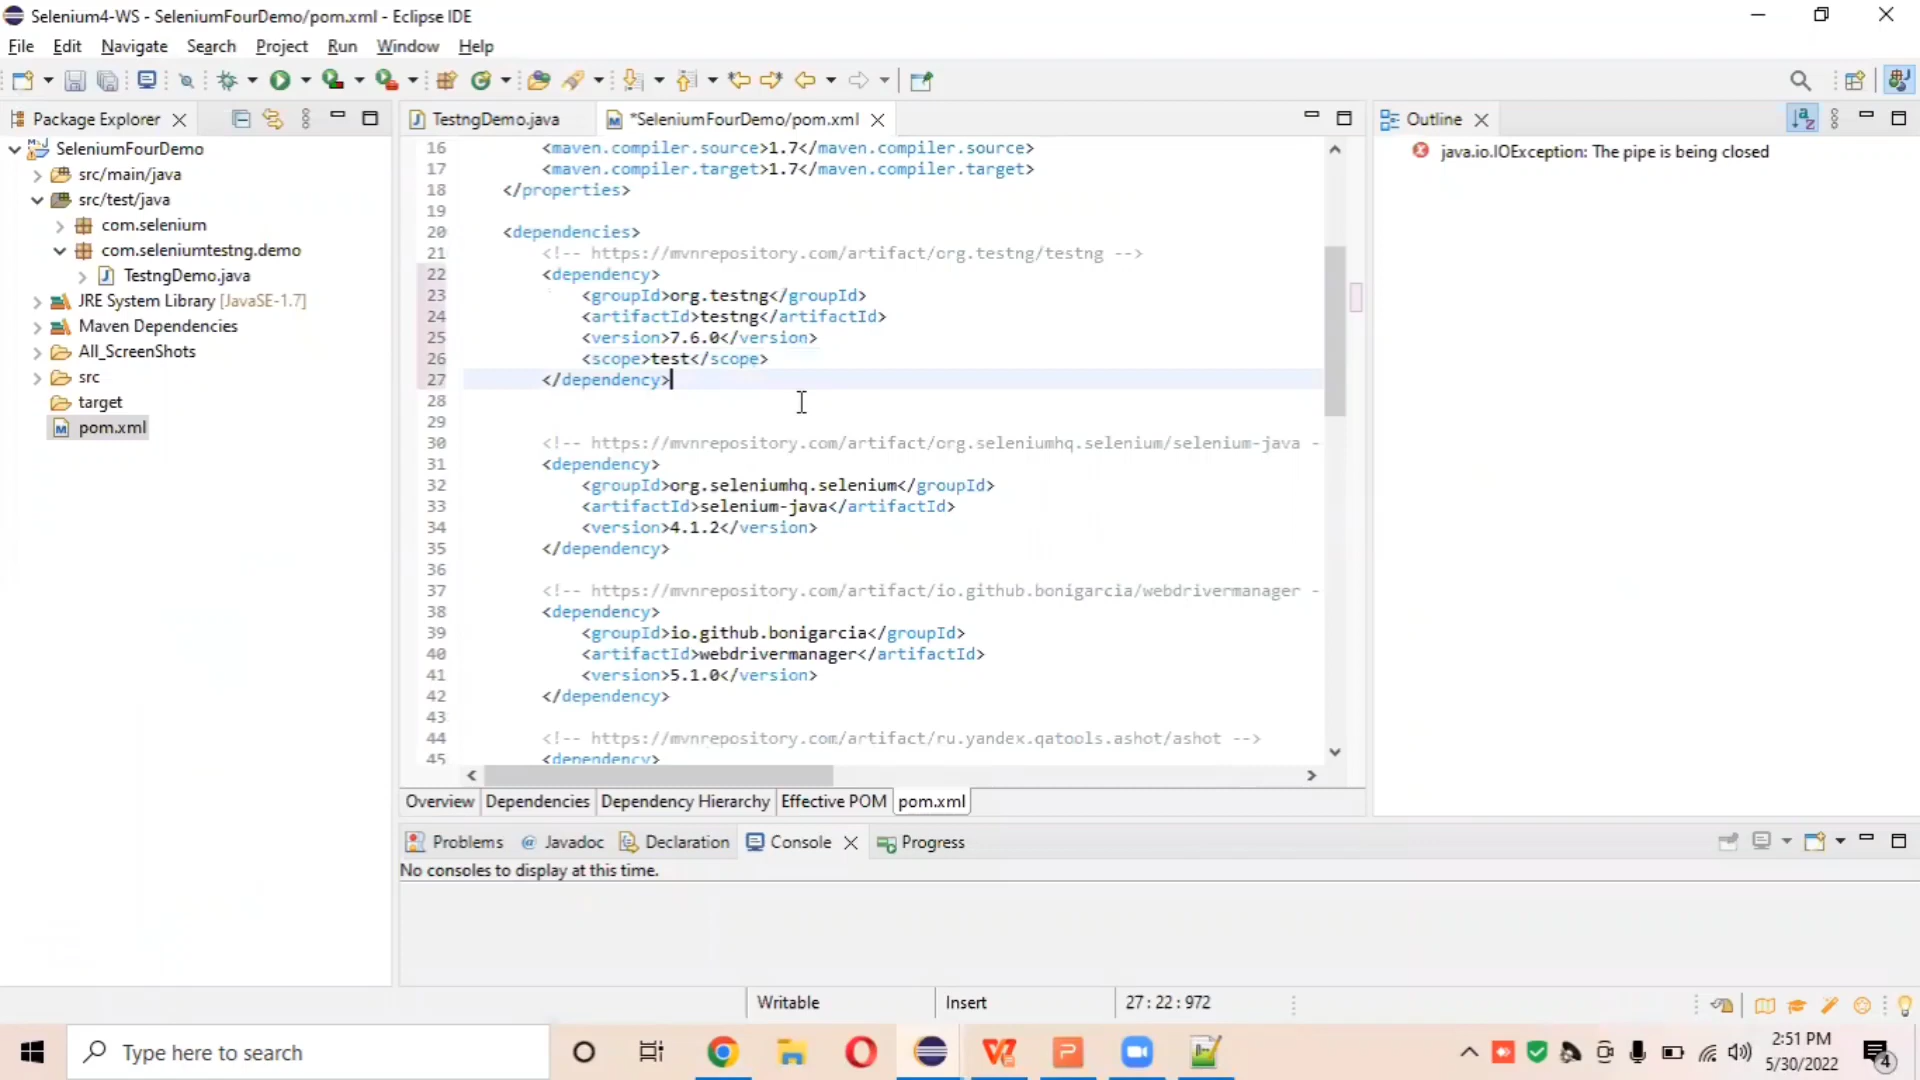 Selenium4-WS - SeleniumFourDemo/pom.xml - Eclipse IDE
File Edit Navigate Search Project Run Window Help
Package Explorer
SeleniumFourDemo
src/main/java
src/test/java
com.selenium
com.seleniumtestng.demo
TestngDemo.java
JRE System Library [JavaSE-1.7]
Maven Dependencies
All_ScreenShots
src
target
pom.xml
TestngDemo.java *SeleniumFourDemo/pom.xml
16 <maven.compiler.source>1.7</maven.compiler.source>
17 <maven.compiler.target>1.7</maven.compiler.target>
18 </properties>
19
20 <dependencies>
21 <!-- https://mvnrepository.com/artifact/org.testng/testng -->
22 <dependency>
23 <groupId>org.testng</groupId>
24 <artifactId>testng</artifactId>
25 <version>7.6.0</version>
26 <scope>test</scope>
27 </dependency>
28
29
30 <!-- https://mvnrepository.com/artifact/org.seleniumhq.selenium/selenium-java -
31 <dependency>
32 <groupId>org.seleniumhq.selenium</groupId>
33 <artifactId>selenium-java</artifactId>
34 <version>4.1.2</version>
35 </dependency>
36
37 <!-- https://mvnrepository.com/artifact/io.github.bonigarcia/webdrivermanager -
38 <dependency>
39 <groupId>io.github.bonigarcia</groupId>
40 <artifactId>webdrivermanager</artifactId>
41 <version>5.1.0</version>
42 </dependency>
43
44 <!-- https://mvnrepository.com/artifact/ru.yandex.qatools.ashot/ashot -->
45 <dependency>
Overview Dependencies Dependency Hierarchy Effective POM pom.xml
Outline
java.io.IOException: The pipe is being closed
Problems Javadoc Declaration Console Progress
No consoles to display at this time.
Writable Insert 27 : 22 : 972
Type here to search
2:51 PM
5/30/2022
4